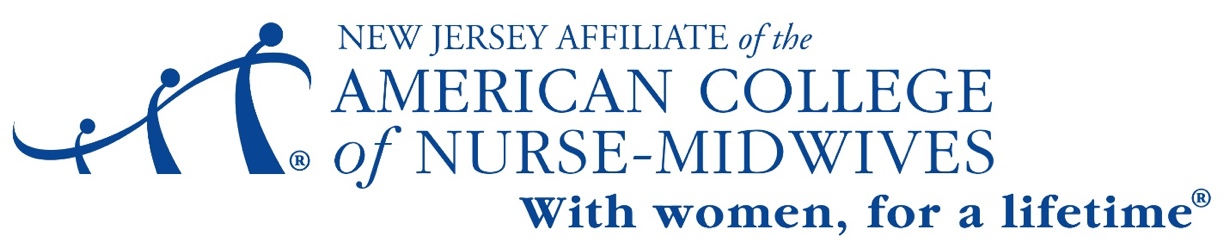 NEW JERSEY AFFILIATE of the
AMERICAN COLLEGE
of NURSE-MIDWIVES
With women, for a lifetime®
®